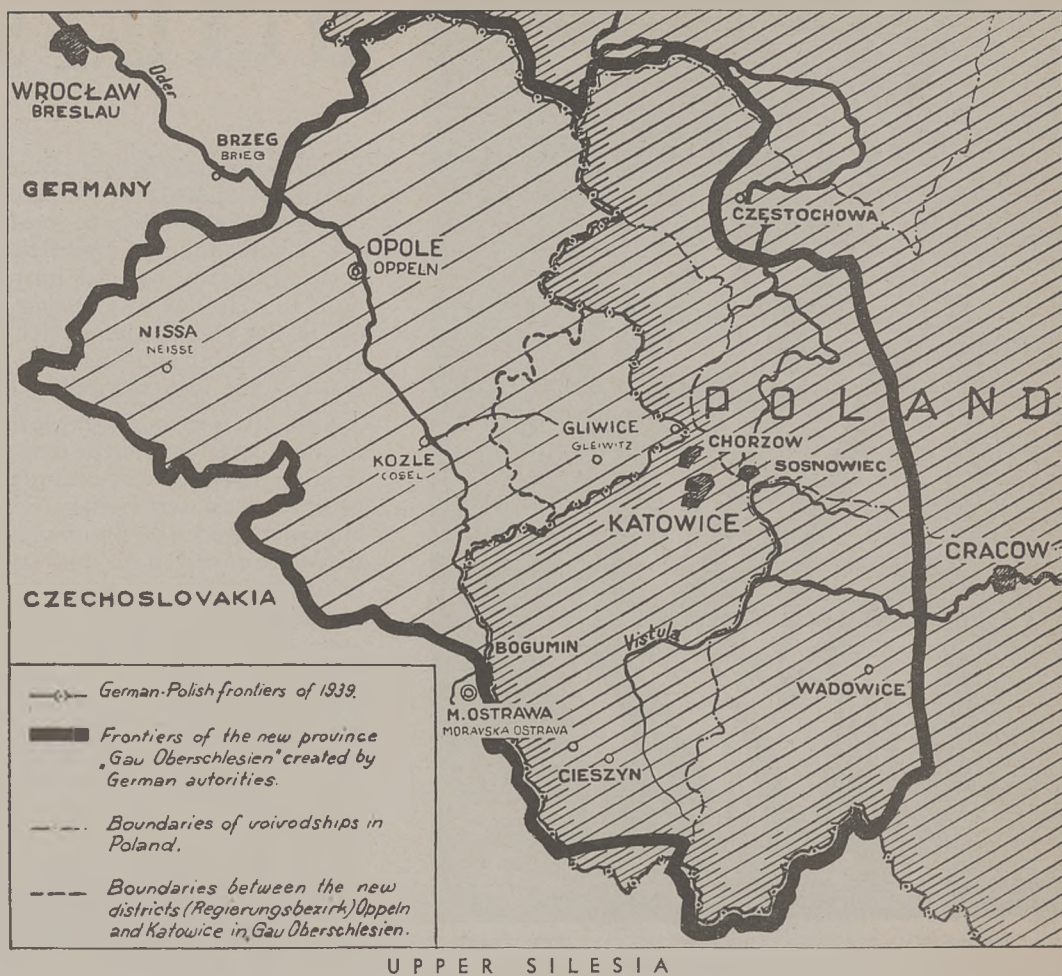 WROCŁAW
BRESLAU
Oder
BRZEG
BRIEG
GERMANY
CZĘSTOCHOWA
OPOLE
OPPELN
NISSA
NEISSE
POLAND
GLIWICE
GLEIWITZ
CHORZOW
KOZLE
COSEL
SOSNOWIEC
KATOWICE
CRACOW
CZECHOSLOVAKIA
BOGUMIN
Vistula
WADOWICE
M. OSTRAWA
MORAVSKA OSTRAVA
CIESZYN
German-Polish frontiers of 1939.
Frontiers of the new province
„Gau Oberschlesien" created by
German autorities.
Boundaries of voivodships in
Poland.
Boundaries between the new
districts (Regierungsbezirk) Oppeln
and Katowice in Gau Oberschlesien.
UPPER SILESIA